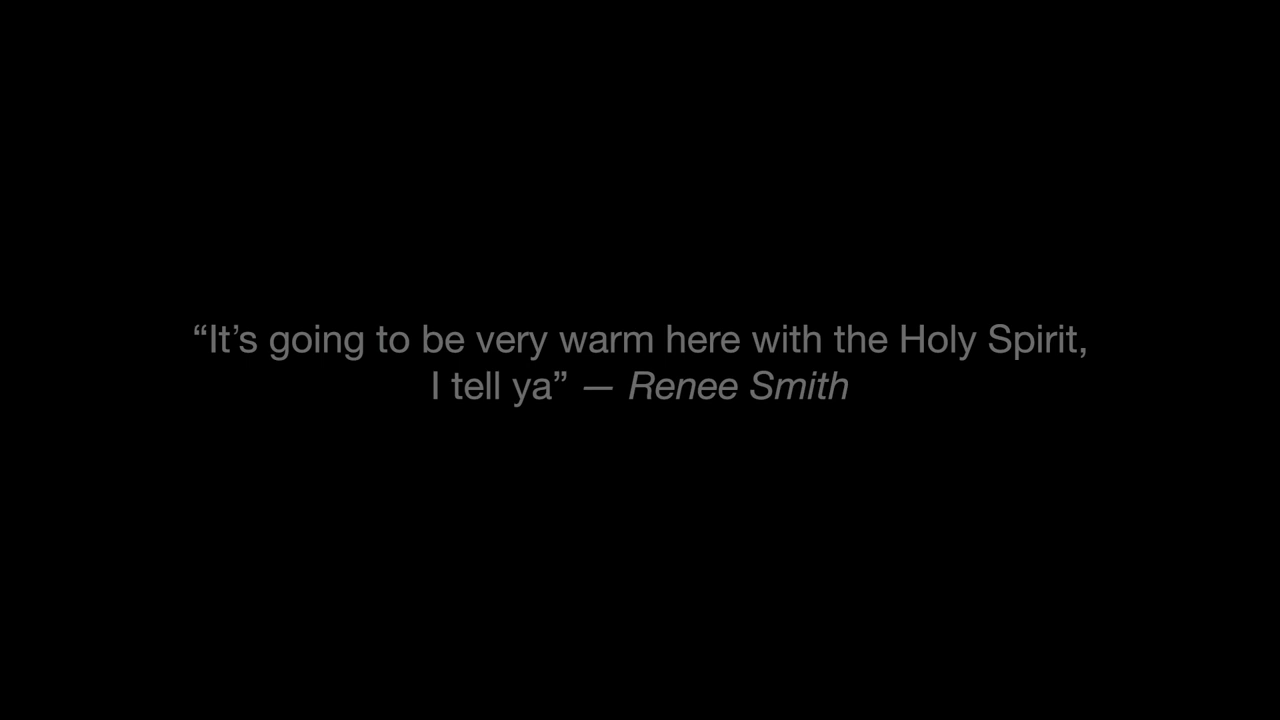 “It’s going to be very warm here with the Holy Spirit,
I tell ya” — Renee Smith